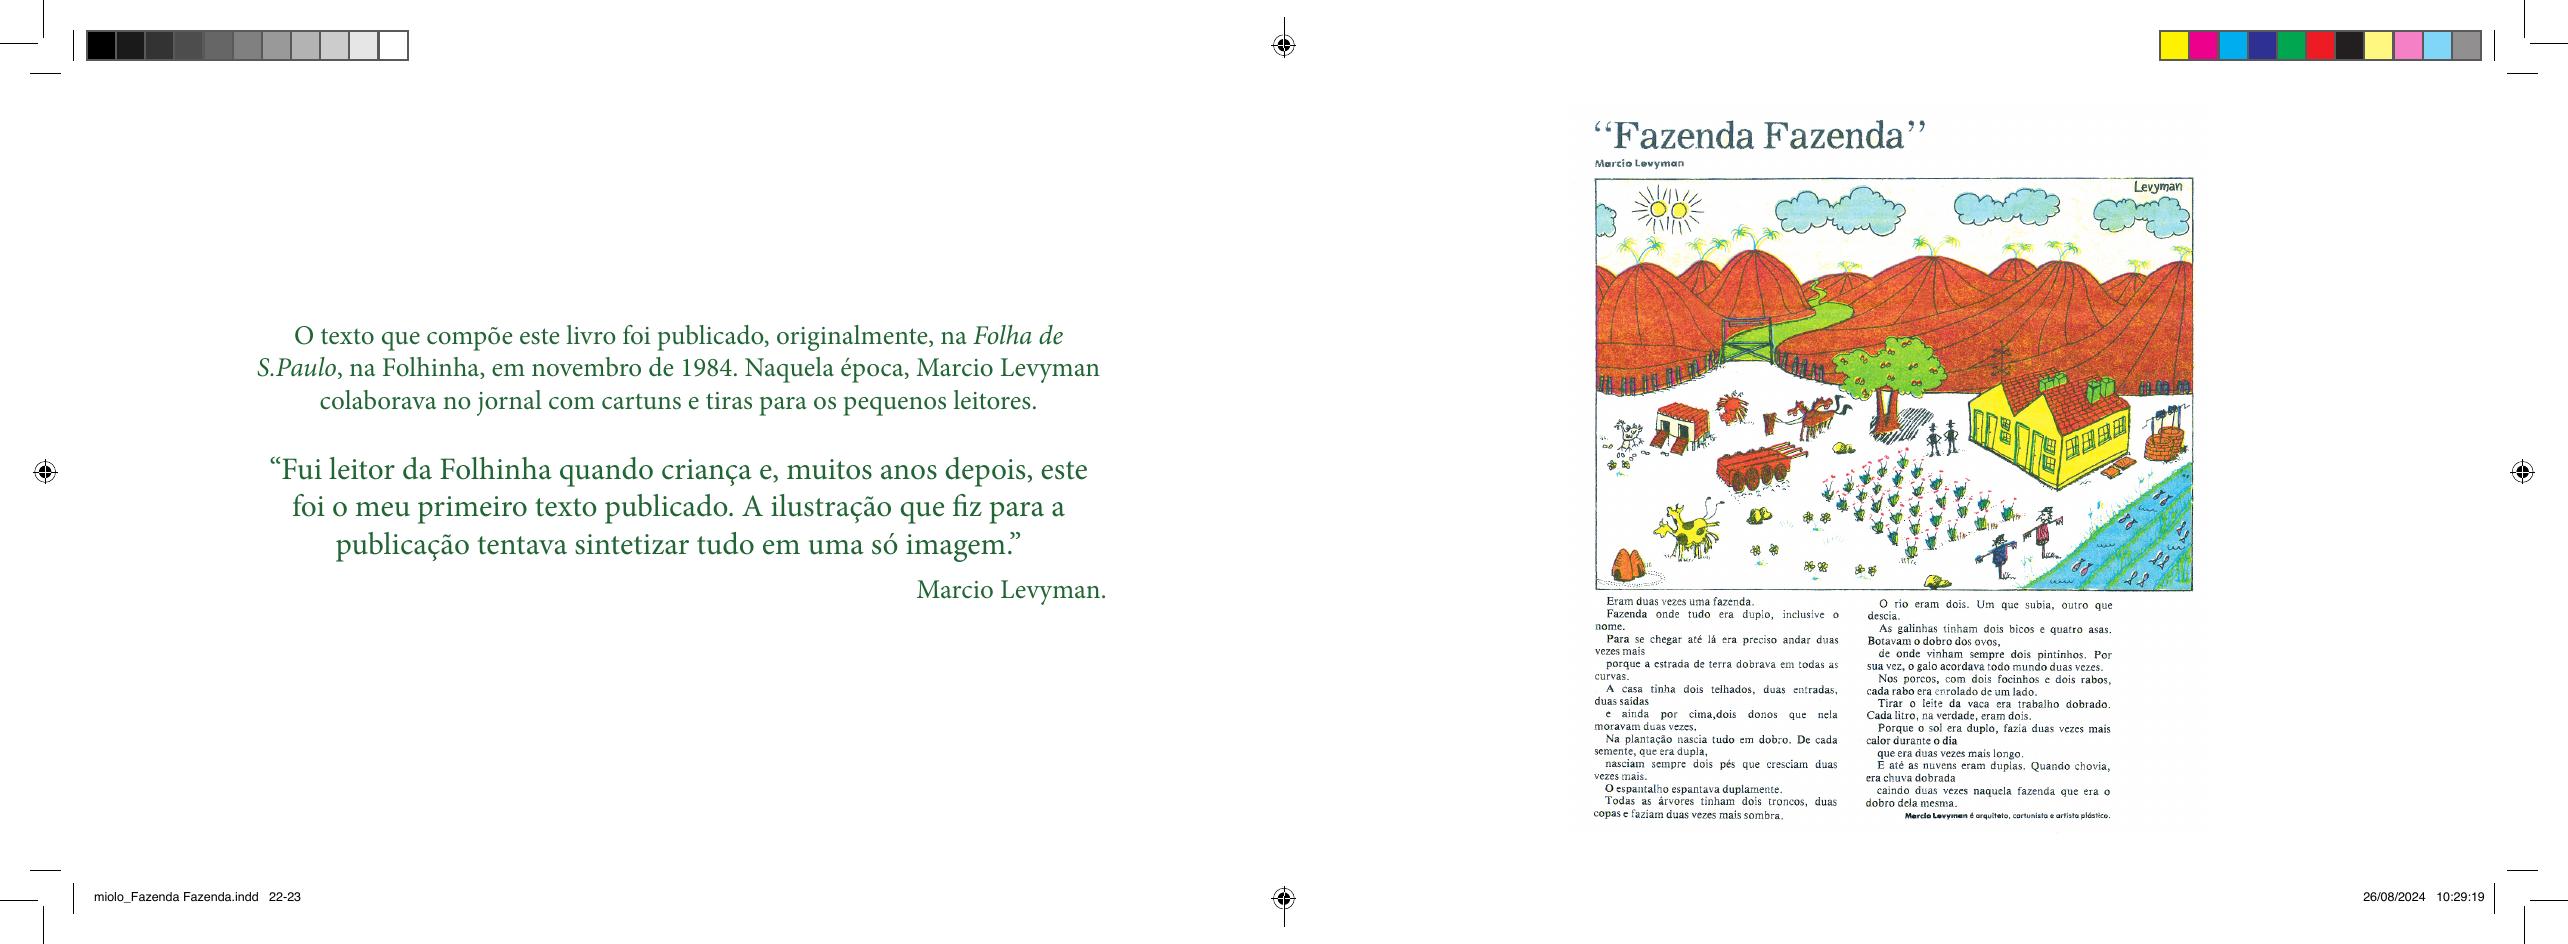 O texto que compõe este livro foi publicado, originalmente, na Folha de
S.Paulo, na Folhinha, em novembro de 1984. Naquela época, Marcio Levyman
colaborava no jornal com cartuns e tiras para os pequenos leitores.
“Fui leitor da Folhinha quando criança e, muitos anos depois, este
foi o meu primeiro texto publicado. A ilustração que fiz para a
publicação tentava sintetizar tudo em uma só imagem.”
Marcio Levyman.
“Fazenda Fazenda”
Marcio Levyman
Levyman
Eram duas vezes uma fazenda.
Fazenda onde tudo era duplo, inclusive o
nome.
Para se chegar até lá era preciso andar duas
vezes mais
porque a estrada de terra dobrava em todas as
curvas.
A casa tinha dois telhados, duas entradas,
duas saídas
e ainda por cima,dois donos que nela
moravam duas vezes,
Na plantação nascia tudo em dobro. De cada
semente, que era dupla,
nasciam sempre dois pés que cresciam duas
vezes mais.
O espantalho espantava duplamente.
Todas as árvores tinham dois troncos, duas
copas e faziam duas vezes mais sombra.
O rio eram dois. Um que subia, outro que
descia.
As galinhas tinham dois bicos e quatro asas.
Botavam o dobro dos ovos,
de onde vinham sempre dois pintinhos. Por
sua vez, o galo acordava todo mundo duas vezes.
Nos porcos, com dois focinhos e dois rabos,
cada rabo era enrolado de um lado.
Tirar o leite da vaca era trabalho dobrado.
Cada litro, na verdade, eram dois.
Porque o sol era duplo, fazia duas vezes mais
calor durante o dia
que era duas vezes mais longo.
E até as nuvens eram duplas. Quando chovia,
era chuva dobrada
caindo duas vezes naquela fazenda que era o
dobro dela mesma.
Marcio Levyman é arquiteto, cartunista e artista plástico.
miolo_Fazenda Fazenda.indd 22-23
26/08/2024 10:29:19